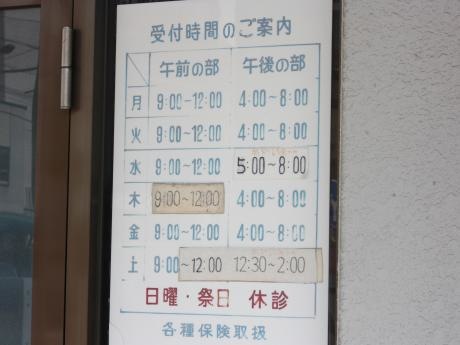 受付時間のご案内
午前の部 午後の部
月 9:00~12:00 4:00~8:00
火 9:00~12:00 4:00~8:00
水 9:00~12:00 5:00~8:00
木 9:00~12:00 4:00~8:00
金 9:00~12:00 4:00~8:00
土 9:00~12:00 12:30~2:00
日曜・祭日 休診
各種保険取扱